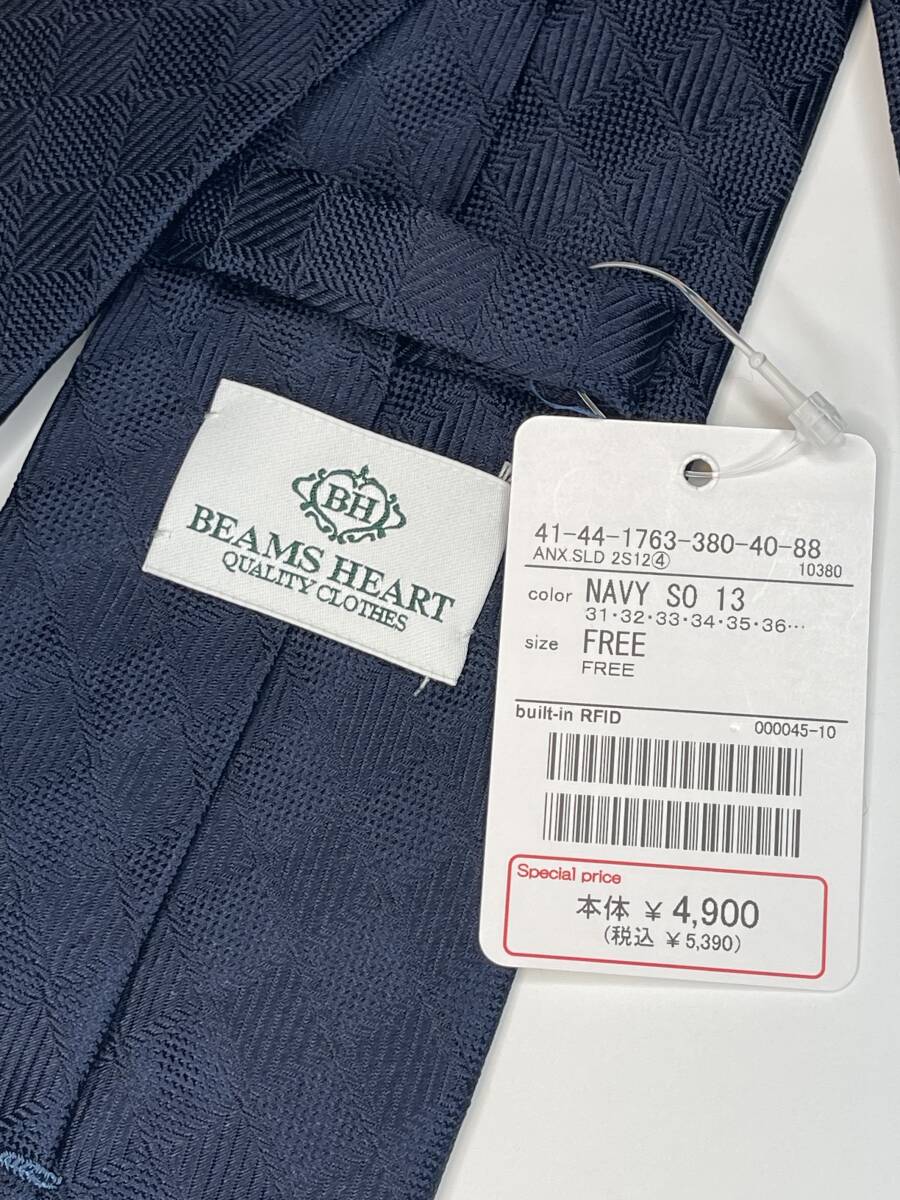 BH
BEAMS HEART
QUALITY CLOTHES
41-44-1763-380-40-88
ANX.SLD 2S12④
10380
color NAVY SO 13
31·32·33·34·35·36…
size FREE
FREE
built-in RFID
000045-10
Special price
本体 ¥ 4,900
(税込 ¥ 5,390)